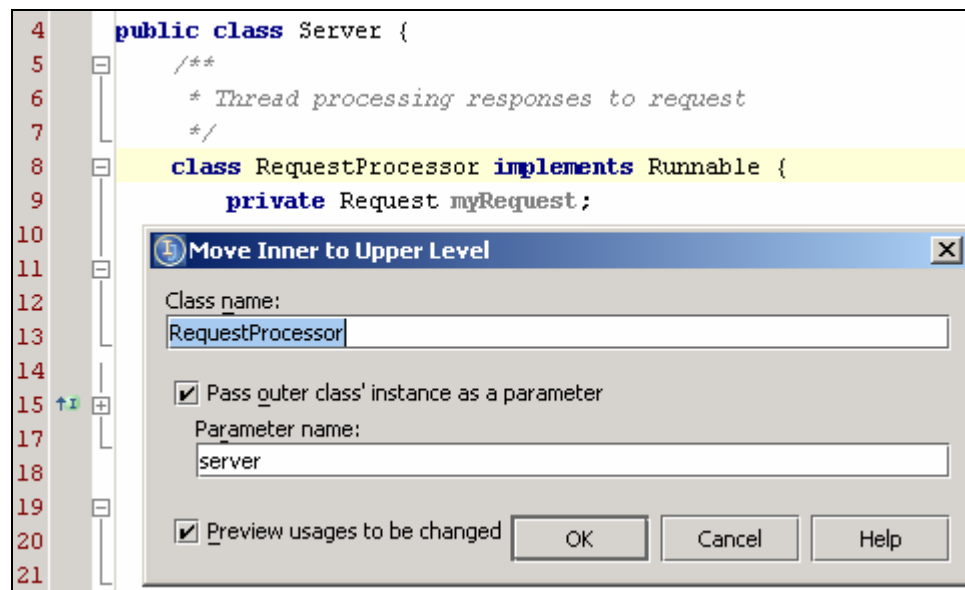 4 public class Server {
5 /**
6 * Thread processing responses to request
7 */
8 class RequestProcessor implements Runnable {
9 private Request myRequest;
10 Move Inner to Upper Level
11
12 Class name:
13 RequestProcessor
14
15 Pass outer class' instance as a parameter
17 Parameter name:
18 server
19
20 Preview usages to be changed OK Cancel Help
21